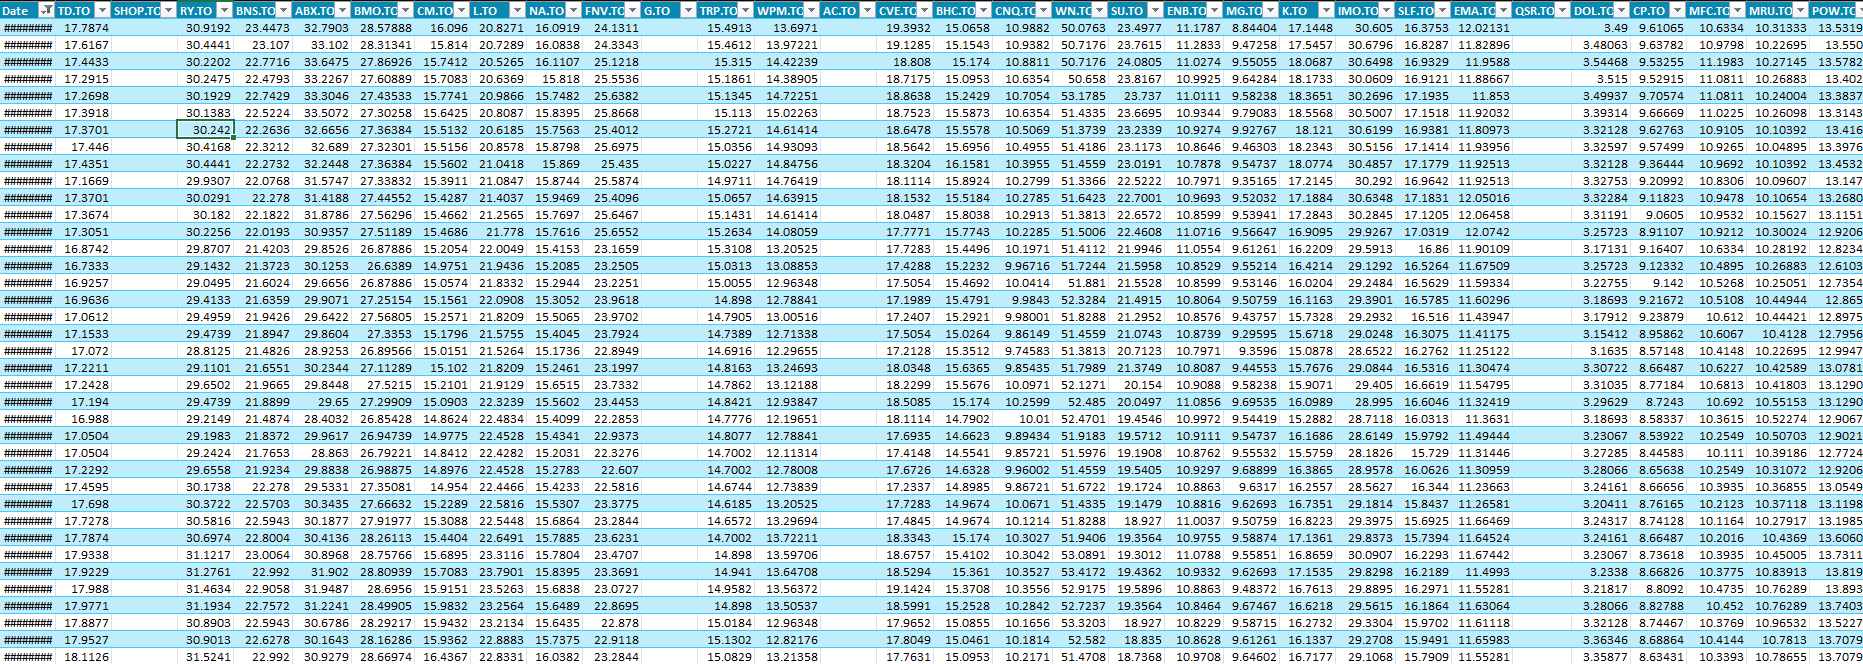 Date TD.TO SHOP.TO RY.TO BNS.TO ABX.TO BMO.TO CM.TO L.TO NA.TO FNV.TO G.TO TRP.TO WPM.TO AC.TO CVE.TO BHC.TO CNQ.TO WN.TO SU.TO ENB.TO MG.TO K.TO IMO.TO SLF.TO EMA.TO QSR.TO DOL.TO CP.TO MFC.TO MRU.TO POW.TO
######## 17.7874 30.9192 23.4473 32.7903 28.57888 16.096 20.8271 16.0919 24.1311 15.4913 13.6971 19.3932 15.0658 10.9882 50.0763 23.4977 11.1787 8.84404 17.1448 30.605 16.3753 12.02131 3.49 9.61065 10.6334 10.31333 13.5319
######## 17.6167 30.4441 23.107 33.102 28.31341 15.814 20.7289 16.0838 24.3343 15.4612 13.97221 19.1285 15.1543 10.9382 50.7176 23.7615 11.2833 9.47258 17.5457 30.6796 16.8287 11.82896 3.48063 9.63782 10.9798 10.22695 13.550
######## 17.4433 30.2202 22.7716 33.6475 27.86926 15.7412 20.5265 16.1107 25.1218 15.315 14.42239 18.808 15.174 10.8811 50.7176 24.0805 11.0274 9.55055 18.0687 30.6498 16.9329 11.9588 3.54468 9.53255 11.1983 10.27145 13.5782
######## 17.2915 30.2475 22.4793 33.2267 27.60889 15.7083 20.6369 15.818 25.5536 15.1861 14.38905 18.7175 15.0953 10.6354 50.658 23.8167 10.9925 9.64284 18.1733 30.0609 16.9121 11.88667 3.515 9.52915 11.0811 10.26883 13.402
######## 17.2698 30.1929 22.7429 33.3046 27.43533 15.7741 20.9866 15.7482 25.6382 15.1345 14.72251 18.8638 15.2429 10.7054 53.1785 23.737 11.0111 9.58238 18.3651 30.2696 17.1935 11.853 3.49937 9.70574 11.0811 10.24004 13.3837
######## 17.3918 30.1383 22.5224 33.5072 27.30258 15.6425 20.8087 15.8395 25.8668 15.113 15.02263 18.7523 15.5873 10.6354 51.4335 23.6695 10.9344 9.79083 18.5568 30.5007 17.1518 11.92032 3.39314 9.66669 11.0225 10.26098 13.3143
######## 17.3701 30.242 22.2636 32.6656 27.36384 15.5132 20.6185 15.7563 25.4012 15.2721 14.61414 18.6478 15.5578 10.5069 51.3739 23.2339 10.9274 9.92767 18.121 30.6199 16.9381 11.80973 3.32128 9.62763 10.9105 10.10392 13.416
######## 17.446 30.4168 22.3212 32.689 27.32301 15.5156 20.8578 15.8798 25.6975 15.0356 14.93093 18.5642 15.6956 10.4955 51.4186 23.1173 10.8646 9.46303 18.2343 30.5156 17.1414 11.93956 3.32597 9.57499 10.9265 10.04895 13.3976
######## 17.4351 30.4441 22.2732 32.2448 27.36384 15.5602 21.0418 15.869 25.435 15.0227 14.84756 18.3204 16.1581 10.3955 51.4559 23.0191 10.7878 9.54737 18.0774 30.4857 17.1779 11.92513 3.32128 9.36444 10.9692 10.10392 13.4532
######## 17.1669 29.9307 22.0768 31.5747 27.33832 15.3911 21.0847 15.8744 25.5874 14.9711 14.76419 18.1114 15.8924 10.2799 51.3366 22.5222 10.7971 9.35165 17.2145 30.292 16.9642 11.92513 3.32753 9.20992 10.8306 10.09607 13.147
######## 17.3701 30.0291 22.278 31.4188 27.44552 15.4287 21.4037 15.9469 25.4096 15.0657 14.63915 18.1532 15.5184 10.2785 51.6423 22.7001 10.9693 9.52032 17.1884 30.6348 17.1831 12.05016 3.32284 9.11823 10.9478 10.10654 13.2680
######## 17.3674 30.182 22.1822 31.8786 27.56296 15.4662 21.2565 15.7697 25.6467 15.1431 14.61414 18.0487 15.8038 10.2913 51.3813 22.6572 10.8599 9.53941 17.2843 30.2845 17.1205 12.06458 3.31191 9.0605 10.9532 10.15627 13.1151
######## 17.3051 30.2256 22.0193 30.9357 27.51189 15.4686 21.778 15.7616 25.6552 15.2634 14.08059 17.7771 15.7743 10.2285 51.5006 22.4608 11.0716 9.56647 16.9095 29.9267 17.0319 12.0742 3.25723 8.91107 10.9212 10.30024 12.9206
######## 16.8742 29.8707 21.4203 29.8526 26.87886 15.2054 22.0049 15.4153 23.1659 15.3108 13.20525 17.7283 15.4496 10.1971 51.4112 21.9946 11.0554 9.61261 16.2209 29.5913 16.86 11.90109 3.17131 9.16407 10.6334 10.28192 12.8234
######## 16.7333 29.1432 21.3723 30.1253 26.6389 14.9751 21.9436 15.2085 23.2505 15.0313 13.08853 17.4288 15.2232 9.96716 51.7244 21.5958 10.8529 9.55214 16.4214 29.1292 16.5264 11.67509 3.25723 9.12332 10.4895 10.26883 12.6103
######## 16.9257 29.0495 21.6024 29.6656 26.87886 15.0574 21.8332 15.2944 23.2251 15.0055 12.96348 17.5054 15.4692 10.0414 51.881 21.5528 10.8599 9.53146 16.0204 29.2484 16.5629 11.59334 3.22755 9.142 10.5268 10.25051 12.7354
######## 16.9636 29.4133 21.6359 29.9071 27.25154 15.1561 22.0908 15.3052 23.9618 14.898 12.78841 17.1989 15.4791 9.9843 52.3284 21.4915 10.8064 9.50759 16.1163 29.3901 16.5785 11.60296 3.18693 9.21672 10.5108 10.44944 12.865
######## 17.0612 29.4959 21.9426 29.6422 27.56805 15.2571 21.8209 15.5065 23.9702 14.7905 13.00516 17.2407 15.2921 9.98001 51.8288 21.2952 10.8576 9.43757 15.7328 29.2932 16.516 11.43947 3.17912 9.23879 10.612 10.44421 12.8975
######## 17.1533 29.4739 21.8947 29.8604 27.3353 15.1796 21.5755 15.4045 23.7924 14.7389 12.71338 17.5054 15.0264 9.86149 51.4559 21.0743 10.8739 9.29595 15.6718 29.0248 16.3075 11.41175 3.15412 8.95862 10.6067 10.4128 12.7956
######## 17.072 28.8125 21.4826 28.9253 26.89566 15.0151 21.5264 15.1736 22.8949 14.6916 12.29655 17.2128 15.3512 9.74583 51.3813 20.7123 10.7971 9.3596 15.0878 28.6522 16.2762 11.25122 3.1635 8.57148 10.4148 10.22695 12.9947
######## 17.2211 29.1101 21.6551 30.2344 27.11289 15.102 21.8209 15.2461 23.1997 14.8163 13.24693 18.0348 15.6365 9.85435 51.7989 21.3749 10.8087 9.44553 15.7676 29.0844 16.5316 11.30474 3.30722 8.66487 10.6227 10.42589 13.0781
######## 17.2428 29.6502 21.9665 29.8448 27.5215 15.2101 21.9129 15.6515 23.7332 14.7862 13.12188 18.2299 15.5676 10.0971 52.1271 20.154 10.9088 9.58238 15.9071 29.405 16.6619 11.54795 3.31035 8.77184 10.6813 10.41803 13.1290
######## 17.194 29.4739 21.8899 29.65 27.29909 15.0903 22.3239 15.5602 23.4453 14.8421 12.93847 18.5085 15.174 10.2599 52.485 20.0497 11.0856 9.69535 16.0989 28.995 16.6046 11.32419 3.29629 8.7243 10.692 10.55153 13.1290
######## 16.988 29.2149 21.4874 28.4032 26.85428 14.8624 22.4834 15.4099 22.2853 14.7776 12.19651 18.1114 14.7902 10.01 52.4701 19.4546 10.9972 9.54419 15.2882 28.7118 16.0313 11.3631 3.18693 8.58337 10.3615 10.52274 12.9067
######## 17.0504 29.1983 21.8372 29.9617 26.94739 14.9775 22.4528 15.4341 22.9373 14.8077 12.78841 17.6935 14.6623 9.89434 51.9183 19.5712 10.9111 9.54737 16.1686 28.6149 15.9792 11.49444 3.23067 8.53922 10.2549 10.50703 12.9021
######## 17.0504 29.2424 21.7653 28.863 26.79221 14.8412 22.4282 15.2031 22.3276 14.7002 12.11314 17.4148 14.5541 9.85721 51.5976 19.1908 10.8762 9.55532 15.5759 28.1826 15.729 11.31446 3.27285 8.44583 10.111 10.39186 12.7724
######## 17.2292 29.6558 21.9234 29.8838 26.98875 14.8976 22.4528 15.2783 22.607 14.7002 12.78008 17.6726 14.6328 9.96002 51.4559 19.5405 10.9297 9.68899 16.3865 28.9578 16.0626 11.30959 3.28066 8.65638 10.2549 10.31072 12.9206
######## 17.4595 30.1738 22.278 29.5331 27.35081 14.954 22.4466 15.4233 22.5816 14.6744 12.73839 17.2337 14.8985 9.86721 51.6722 19.1724 10.8863 9.6317 16.2557 28.5627 16.344 11.23663 3.24161 8.66656 10.3935 10.36855 13.0549
######## 17.698 30.3722 22.5703 30.3435 27.66632 15.2289 22.5816 15.5307 23.3775 14.6185 13.20525 17.7283 14.9674 10.0671 51.4335 19.1479 10.8816 9.62693 16.7351 29.1814 15.8437 11.26581 3.20411 8.76165 10.2123 10.37118 13.1198
######## 17.7278 30.5816 22.5943 30.1877 27.91977 15.3088 22.5448 15.6864 23.2844 14.6572 13.29694 17.4845 14.9674 10.1214 51.8288 18.927 11.0037 9.50759 16.8223 29.3975 15.6925 11.66469 3.24317 8.74128 10.1164 10.27917 13.1985
######## 17.7874 30.6974 22.8004 30.4136 28.26113 15.4404 22.6491 15.7885 23.6231 14.7002 13.72211 18.3343 15.174 10.3027 51.9406 19.3564 10.9755 9.58874 17.1361 29.8373 15.7394 11.64524 3.24161 8.66487 10.2016 10.4369 13.6060
######## 17.9338 31.1217 23.0064 30.8968 28.75766 15.6895 23.3116 15.7804 23.4707 14.898 13.59706 18.6757 15.4102 10.3042 53.0891 19.3012 11.0788 9.55851 16.8659 30.0907 16.2293 11.67442 3.23067 8.73618 10.3935 10.45005 13.7311
######## 17.9229 31.2761 22.992 31.902 28.80939 15.7083 23.7901 15.8395 23.3691 14.941 13.64708 18.5294 15.361 10.3527 53.4172 19.4362 10.9332 9.62693 17.1535 29.8298 16.2189 11.4993 3.2338 8.66826 10.3775 10.83913 13.819
######## 17.988 31.4634 22.9058 31.9487 28.6956 15.9151 23.5263 15.6838 23.0727 14.9582 13.56372 19.1424 15.3708 10.3556 52.9175 19.5896 10.8863 9.48372 16.7613 29.8895 16.2971 11.55281 3.21817 8.8092 10.4735 10.76289 13.893
######## 17.9771 31.1934 22.7572 31.2241 28.49905 15.9832 23.2564 15.6489 22.8695 14.898 13.50537 18.5991 15.2528 10.2842 52.7237 19.3564 10.8464 9.67467 16.6218 29.5615 16.1864 11.63064 3.28066 8.82788 10.452 10.76289 13.7403
######## 17.8877 30.8903 22.5943 30.6786 28.29217 15.9432 23.2134 15.6435 22.878 15.0184 12.96348 17.9652 15.0855 10.1656 53.3203 18.927 10.8229 9.58715 16.2732 29.3304 15.9702 11.61118 3.32128 8.74467 10.3769 10.96532 13.5227
######## 17.9527 30.9013 22.6278 30.1643 28.16286 15.9362 22.8883 15.7375 22.9118 15.1302 12.82176 17.8049 15.0461 10.1814 52.582 18.835 10.8628 9.61261 16.1337 29.2708 15.9491 11.65983 3.36346 8.68864 10.4144 10.7813 13.7079
######## 18.1126 31.5241 22.992 30.9279 28.66974 16.4367 22.8331 16.0382 23.2844 15.0829 13.21358 17.7631 15.0953 10.2171 51.4708 18.7368 10.9708 9.64602 16.7177 29.1068 15.7909 11.55281 3.35877 8.63431 10.3393 10.78655 13.7079